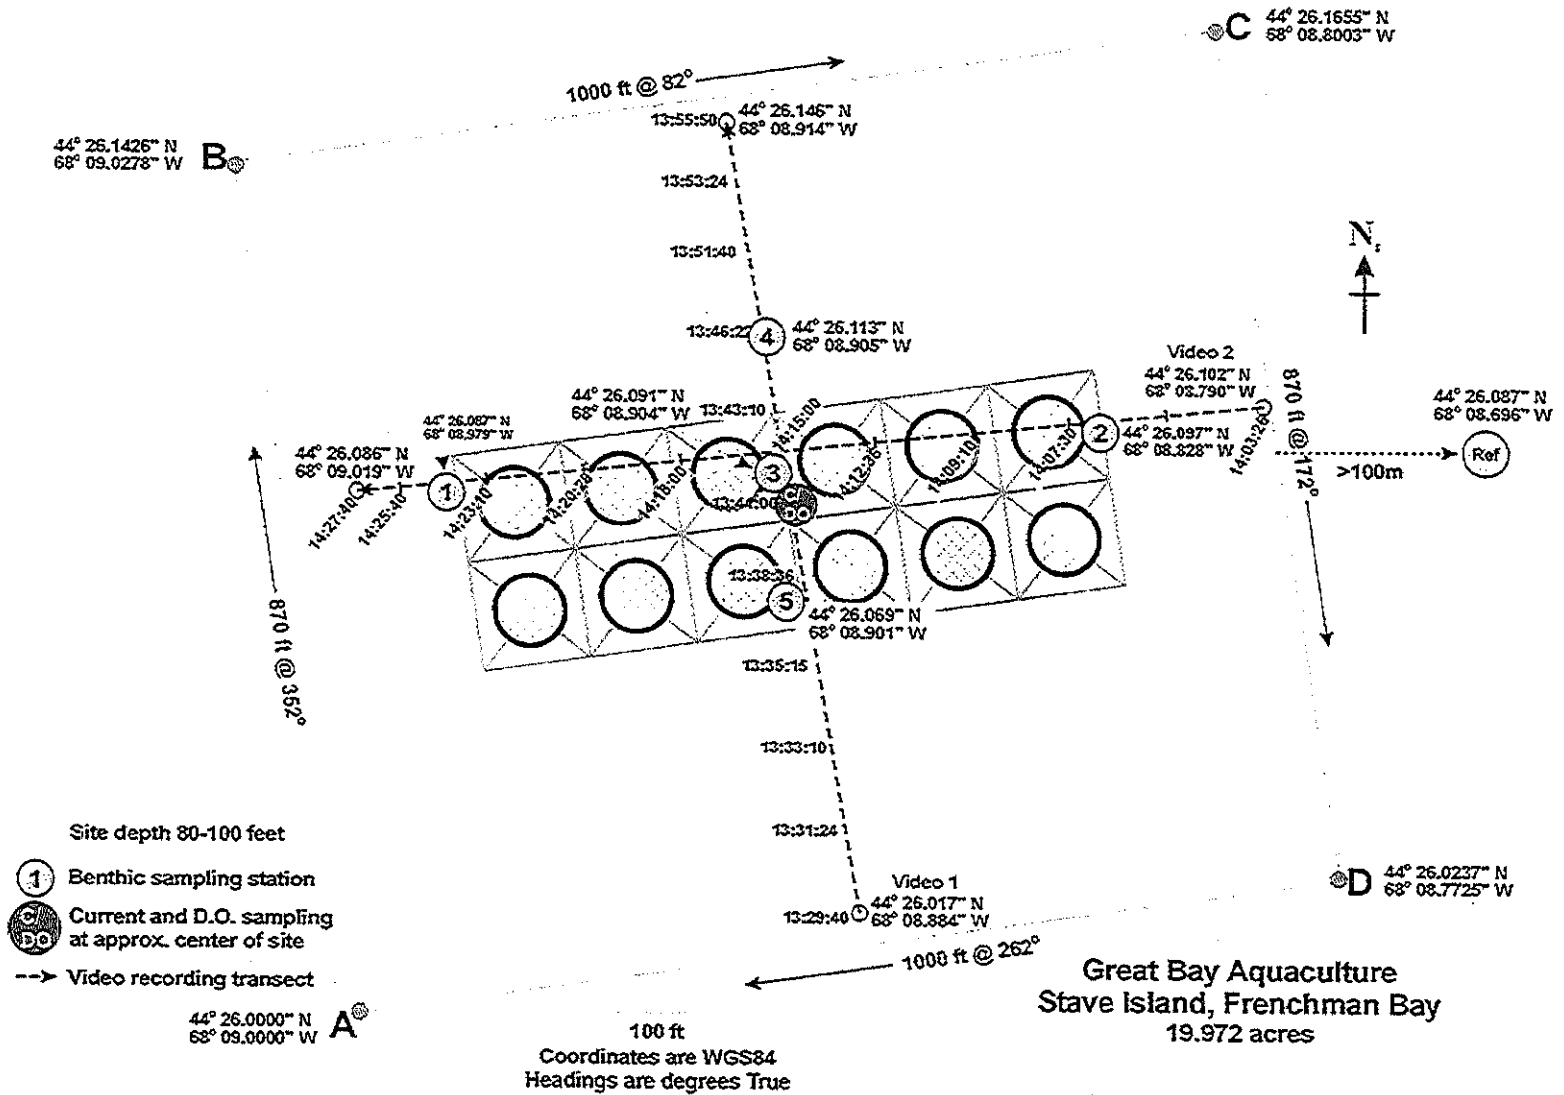 C
44° 26.1655" N
68° 08.8003" W
1000 ft @ 82°
13:55:50
44° 26.146" N
68° 08.914" W
44° 26.1426" N
68° 09.0278" W
B
13:53:24
N
13:51:40
13:46:22
4
44° 26.113" N
68° 08.905" W
Video 2
44° 26.102" N
68° 08.790" W
44° 26.091" N
68° 08.904" W
13:43:10
14:15:00
44° 26.087" N
68° 08.979" W
44° 26.086" N
68° 09.019" W
2
44° 26.097" N
68° 08.828" W
14:03:26
870 ft @ 172°
44° 26.087" N
68° 08.696" W
Ref
>100m
14:27:40
14:25:40
1
14:23:10
14:20:28
14:18:00
3
14:12:36
14:09:10
14:07:30
C/
DO
13:38:36
5
44° 26.069" N
68° 08.901" W
870 ft @ 352°
13:35:15
13:33:10
13:31:24
Video 1
44° 26.017" N
68° 08.884" W
13:29:40
D
44° 26.0237" N
68° 08.7725" W
1000 ft @ 262°
Site depth 80-100 feet
1
Benthic sampling station
C/
DO
Current and D.O. sampling
at approx. center of site
Video recording transect
44° 26.0000" N
68° 09.0000" W
A
100 ft
Coordinates are WGS84
Headings are degrees True
Great Bay Aquaculture
Stave Island, Frenchman Bay
19.972 acres